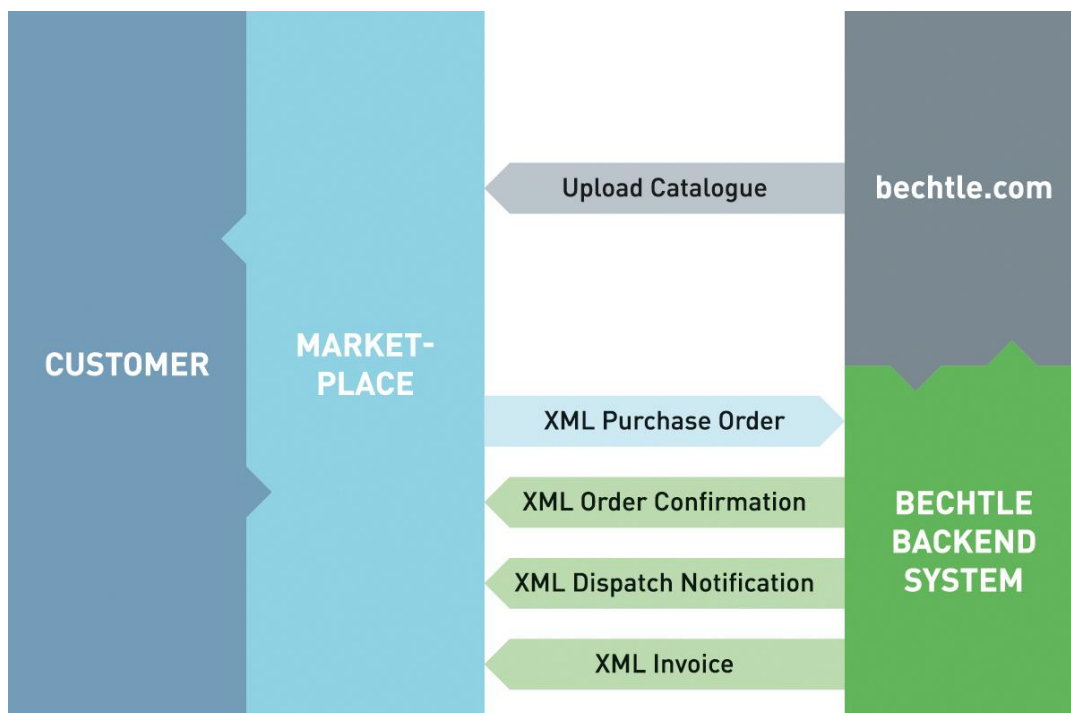 Upload Catalogue
bechtle.com
CUSTOMER
MARKET-
PLACE
XML Purchase Order
XML Order Confirmation
XML Dispatch Notification
XML Invoice
BECHTLE
BACKEND
SYSTEM